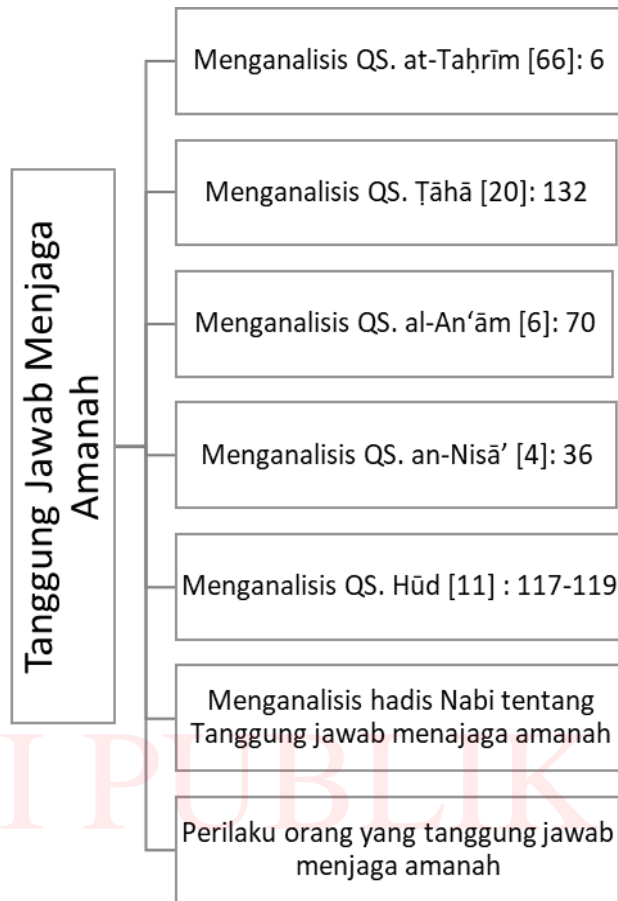 Tanggung Jawab Menjaga
Amanah
Menganalisis QS. at-Taḥrīm [66]: 6
Menganalisis QS. Ṭāhā [20]: 132
Menganalisis QS. al-An‘ām [6]: 70
Menganalisis QS. an-Nisā’ [4]: 36
Menganalisis QS. Hūd [11] : 117-119
Menganalisis hadis Nabi tentang
Tanggung jawab menajaga amanah
Perilaku orang yang tanggung jawab
menjaga amanah
I PUBLIK